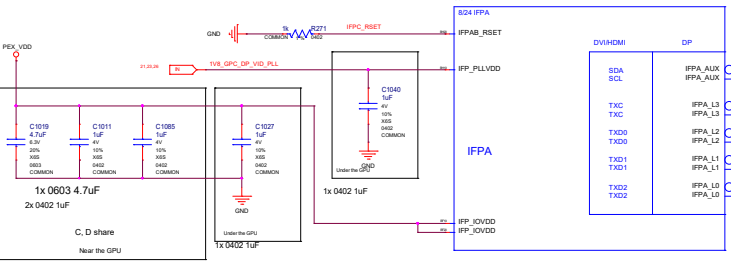 8/24 IFPA
1k
R271
IFPC_RSET
GND
COMMON
0402
IFPAB_RSET
PEX_VDD
DVI/HDMI
DP
21,23,26
IN
1V8_GPC_DP_VID_PLL
IFP_PLLVDD
SDA
SCL
IFPA_AUX
IFPA_AUX
C1040
1uF
4V
10%
X6S
0402
COMMON
TXC
TXC
IFPA_L3
IFPA_L3
C1019
4.7uF
6.3V
20%
X6S
0603
COMMON
C1011
1uF
4V
10%
X6S
0402
COMMON
C1085
1uF
4V
10%
X6S
0402
COMMON
C1027
1uF
4V
10%
X6S
0402
COMMON
TXD0
TXD0
IFPA_L2
IFPA_L2
GND
IFPA
TXD1
TXD1
IFPA_L1
IFPA_L1
Under the GPU
1x 0402 1uF
TXD2
TXD2
IFPA_L0
IFPA_L0
1x 0603 4.7uF
2x 0402 1uF
GND
IFP_IOVDD
IFP_IOVDD
C, D share
Under the GPU
Near the GPU
1x 0402 1uF